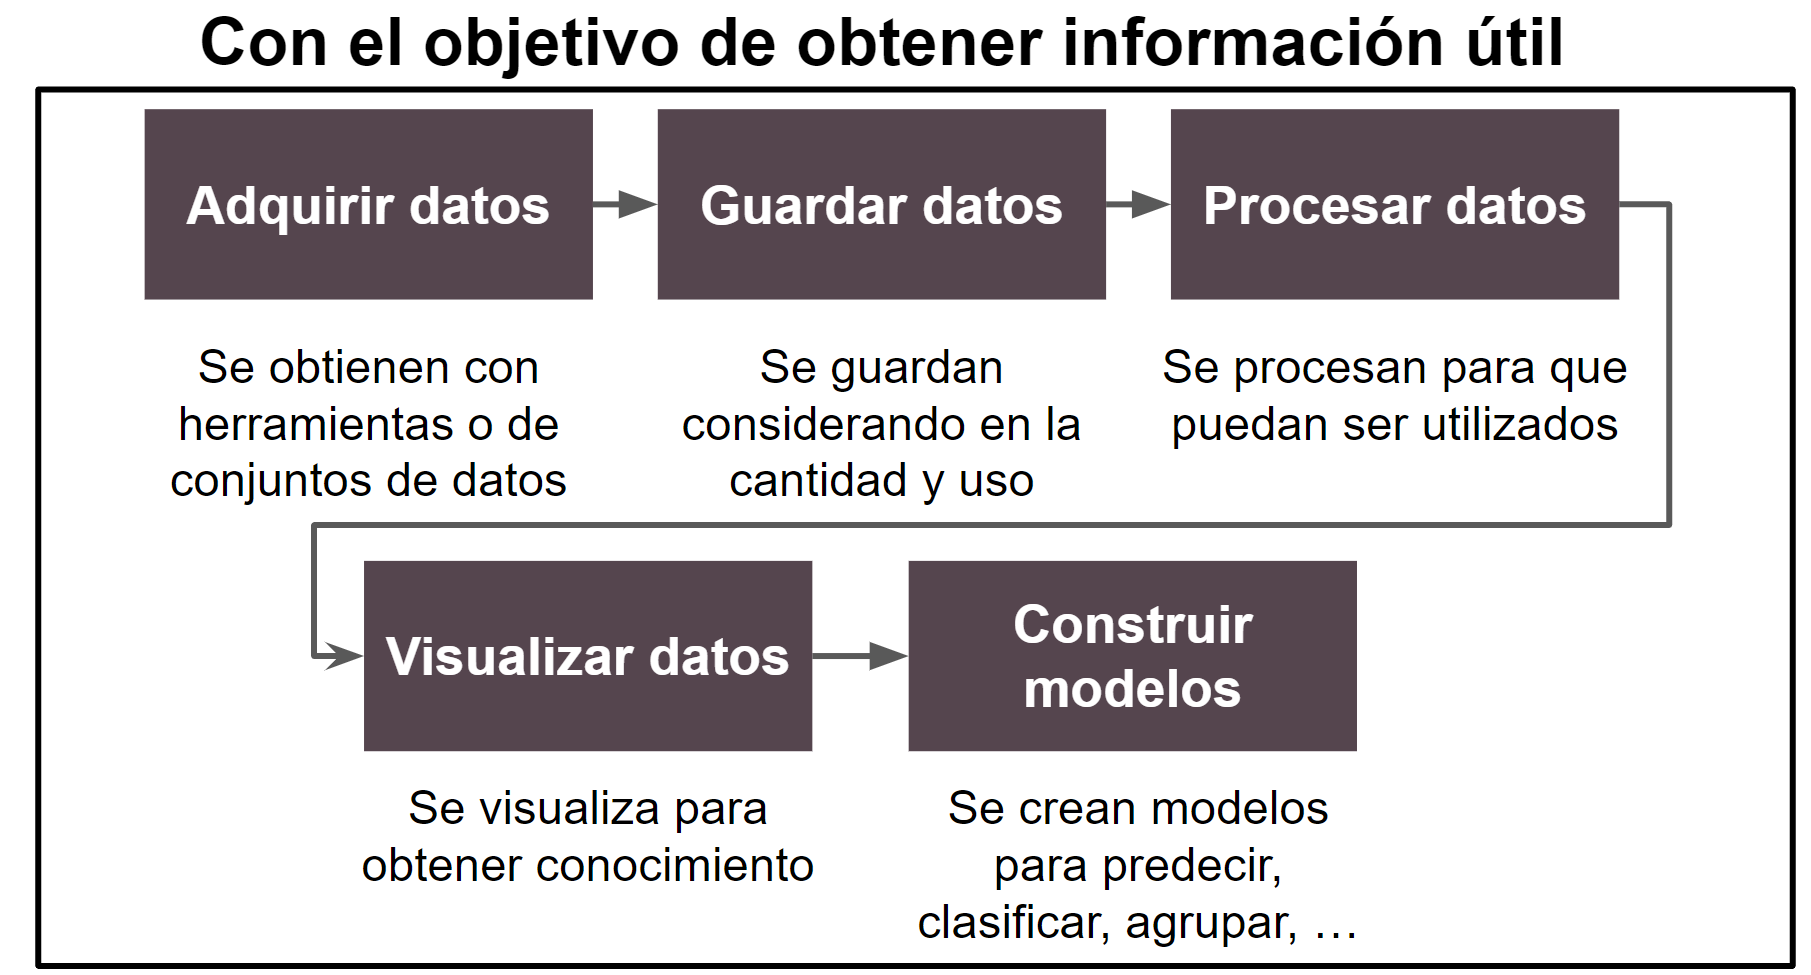 Con el objetivo de obtener información útil
Adquirir datos
Guardar datos
Procesar datos
Se obtienen con
herramientas o de
conjuntos de datos
Se guardan
considerando en la
cantidad y uso
Se procesan para que
puedan ser utilizados
Visualizar datos
Construir
modelos
Se visualiza para
obtener conocimiento
Se crean modelos
para predecir,
clasificar, agrupar, …